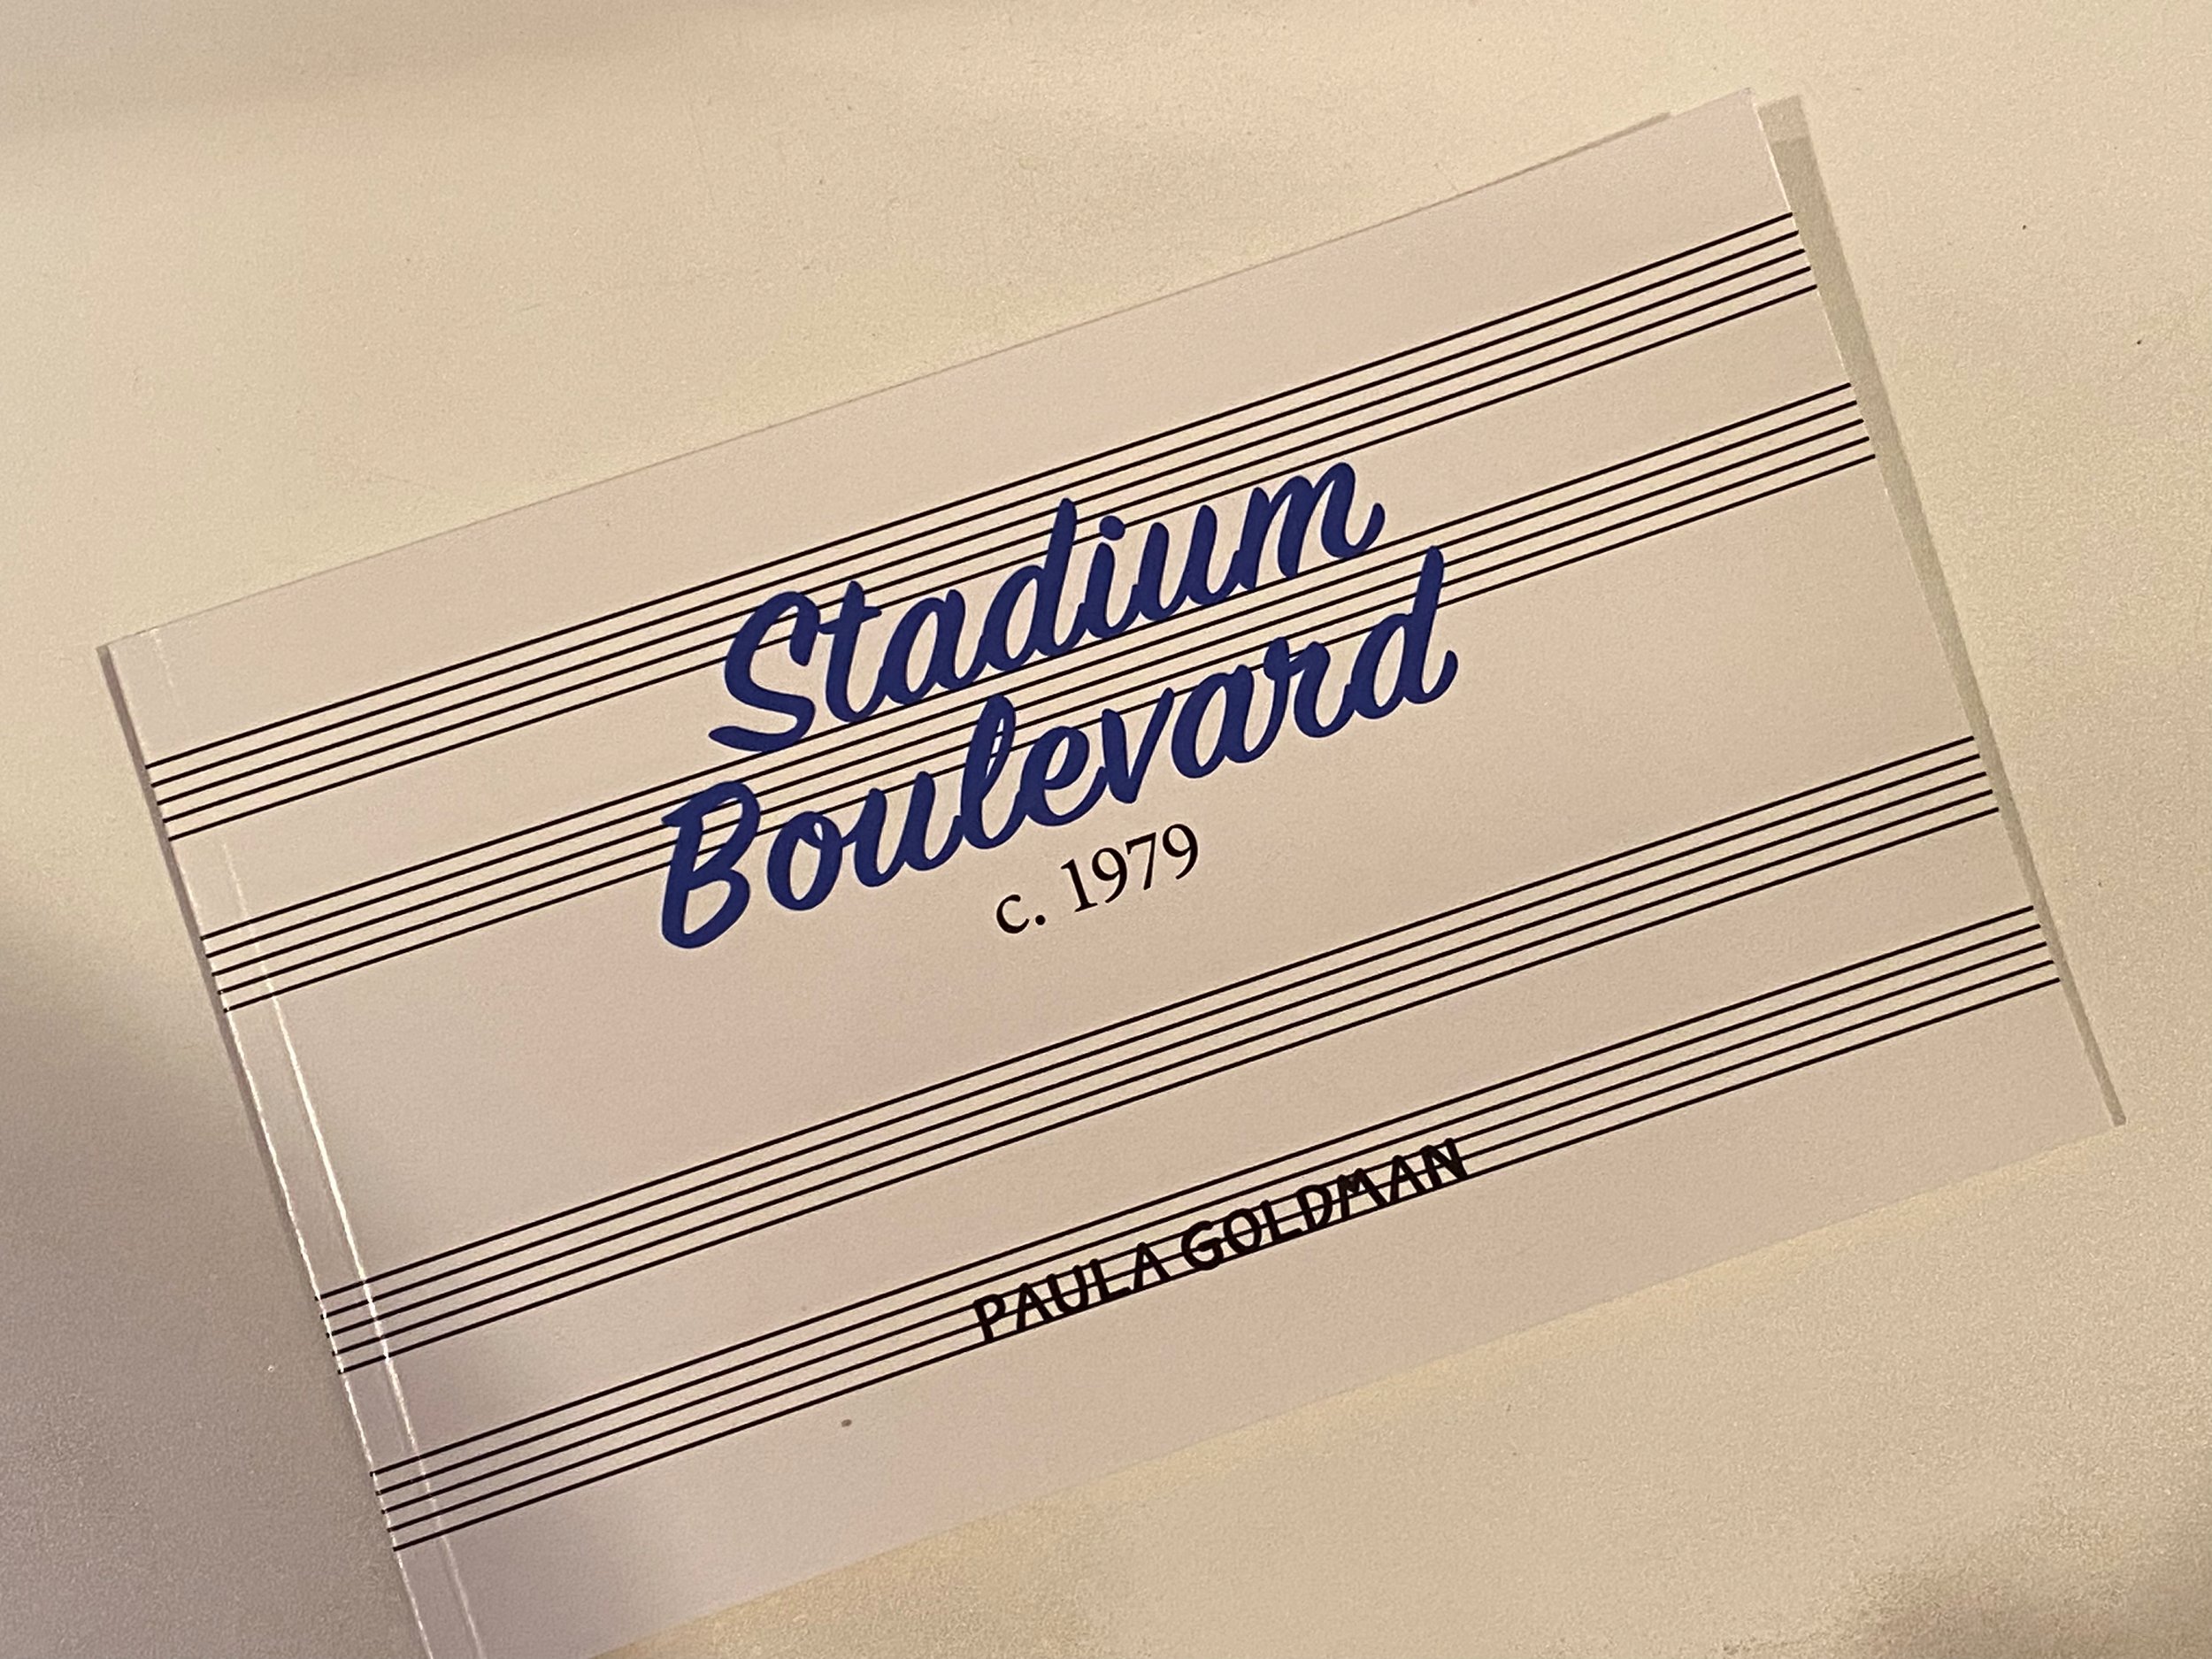 Stadium
Boulevard
c. 1979
PAULA GOLDMAN